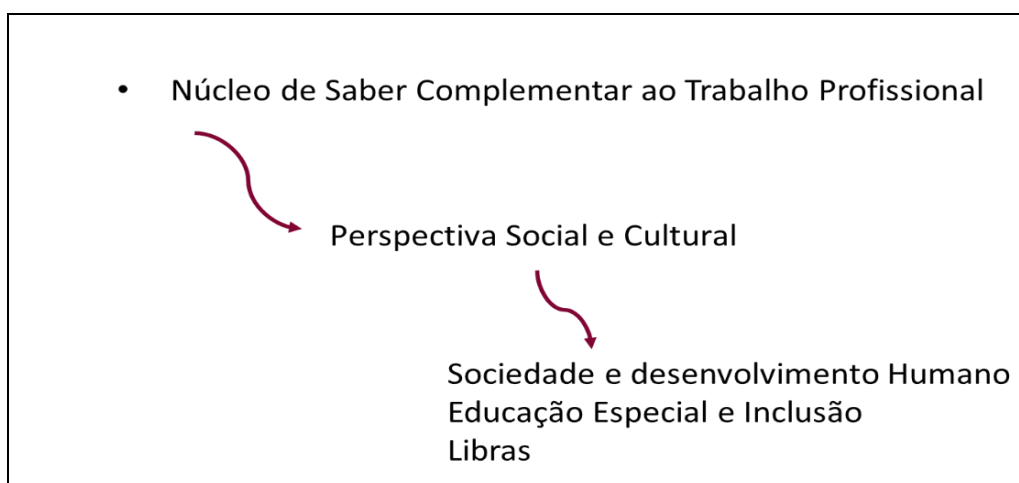 • Núcleo de Saber Complementar ao Trabalho Profissional
Perspectiva Social e Cultural
Sociedade e desenvolvimento Humano
Educação Especial e Inclusão
Libras